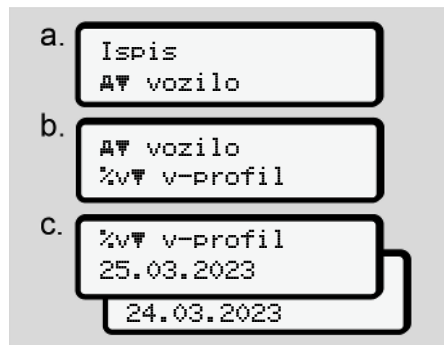 a.
Ispis
A▼ vozilo
b.
A▼ vozilo
%v▼ v-profil
c.
%v▼ v-profil
25.03.2023
24.03.2023